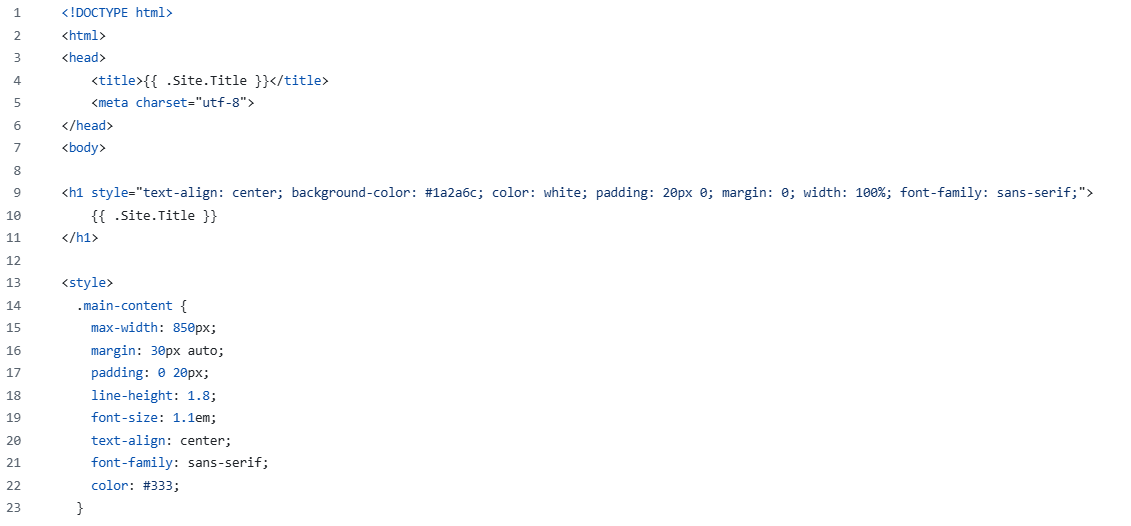 1 <!DOCTYPE html>
2 <html>
3 <head>
4     <title>{{ .Site.Title }}</title>
5     <meta charset="utf-8">
6 </head>
7 <body>
8
9 <h1 style="text-align: center; background-color: #1a2a6c; color: white; padding: 20px 0; margin: 0; width: 100%; font-family: sans-serif;">
10     {{ .Site.Title }}
11 </h1>
12
13 <style>
14   .main-content {
15     max-width: 850px;
16     margin: 30px auto;
17     padding: 0 20px;
18     line-height: 1.8;
19     font-size: 1.1em;
20     text-align: center;
21     font-family: sans-serif;
22     color: #333;
23   }